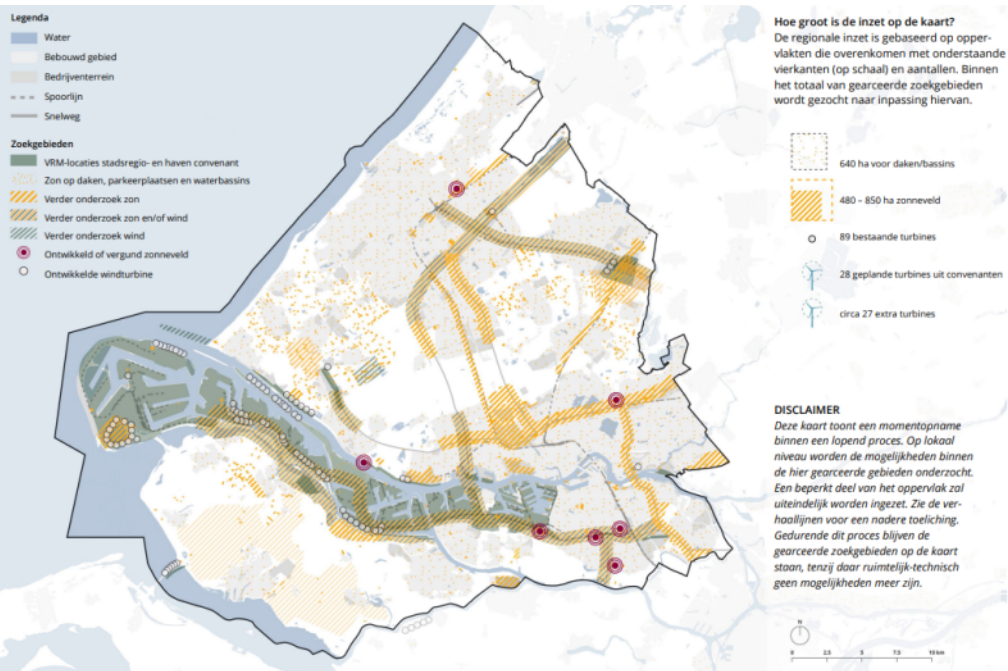 Legenda
Water
Bebouwd gebied
Bedrijventerrein
Spoorlijn
Snelweg
Zoekgebieden
VRM-locaties stadsregio- en haven convenant
Zon op daken, parkeerplaatsen en waterbassins
Verder onderzoek zon
Verder onderzoek zon en/of wind
Verder onderzoek wind
Ontwikkeld of vergund zonneveld
Ontwikkelde windturbine
Hoe groot is de inzet op de kaart?
De regionale inzet is gebaseerd op opper-
vlakten die overenkomen met onderstaande
vierkanten (op schaal) en aantallen. Binnen
het totaal van gearceerde zoekgebieden
wordt gezocht naar inpassing hiervan.
640 ha voor daken/bassins
480 – 850 ha zonneveld
89 bestaande turbines
28 geplande turbines uit convenanten
circa 27 extra turbines
DISCLAIMER
Deze kaart toont een momentopname
binnen een lopend proces. Op lokaal
niveau worden de mogelijkheden binnen
de hier gearceerde gebieden onderzocht.
Een beperkt deel van het oppervlak zal
uiteindelijk worden ingezet. Zie de ver-
haallijnen voor een nadere toeliching.
Gedurende dit proces blijven de
gearceerde zoekgebieden op de kaart
staan, tenzij daar ruimtelijk-technisch
geen mogelijkheden meer zijn.
N
0 2,5 5 7,5 10 km